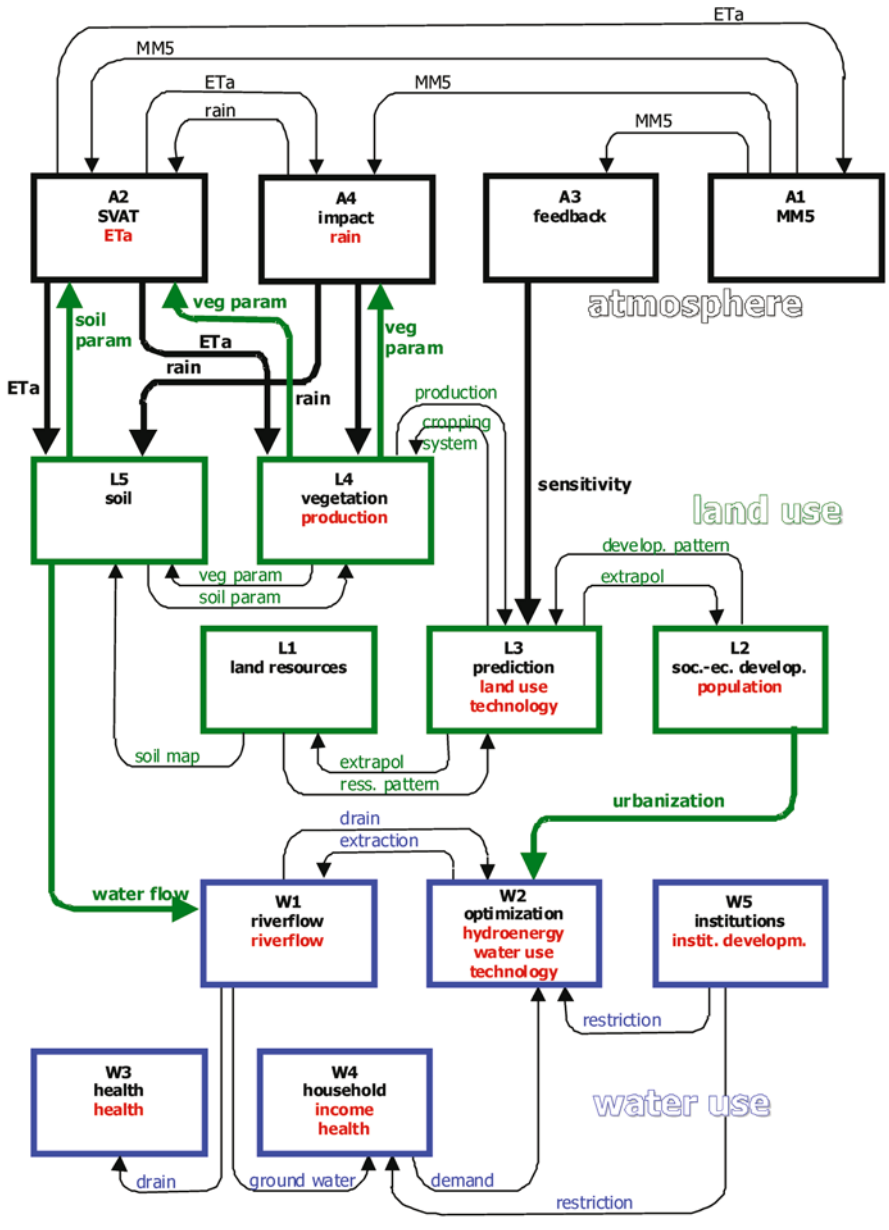 ETa
MM5
ETa
MM5
rain
MM5
A2
SVAT
ETa
A4
impact
rain
A3
feedback
A1
MM5
atmosphere
soil
param
veg param
ETa
veg
param
rain
ETa
rain
production
cropping
system
L5
soil
L4
vegetation
production
sensitivity
land use
develop. pattern
veg param
extrapol
soil param
L1
land resources
L3
prediction
land use
technology
L2
soc.-ec. develop.
population
soil map
extrapol
ress. pattern
urbanization
drain
extraction
water flow
W1
riverflow
riverflow
W2
optimization
hydroenergy
water use
technology
W5
institutions
instit. developm.
restriction
W3
health
health
W4
household
income
health
water use
drain
ground water
demand
restriction